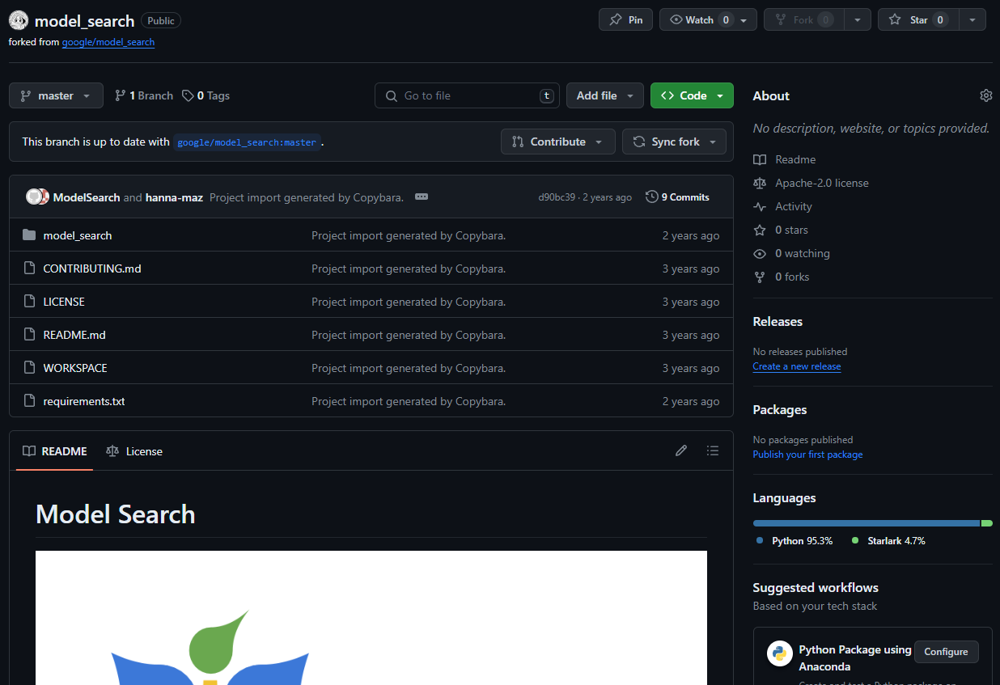 model_search Public Pin Watch 0 Fork 0 Star 0
forked from google/model_search
master 1 Branch 0 Tags Go to file t Add file Code
This branch is up to date with google/model_search:master . Contribute Sync fork
ModelSearch and hanna-maz Project import generated by Copybara. d90bc39 · 2 years ago 9 Commits
model_search Project import generated by Copybara. 2 years ago
CONTRIBUTING.md Project import generated by Copybara. 3 years ago
LICENSE Project import generated by Copybara. 3 years ago
README.md Project import generated by Copybara. 3 years ago
WORKSPACE Project import generated by Copybara. 3 years ago
requirements.txt Project import generated by Copybara. 2 years ago
README License
Model Search
About
No description, website, or topics provided.
Readme
Apache-2.0 license
Activity
0 stars
0 watching
0 forks
Releases
No releases published
Create a new release
Packages
No packages published
Publish your first package
Languages
Python 95.3% Starlark 4.7%
Suggested workflows
Based on your tech stack
Python Package using Configure
Anaconda
Create and test a Python package on